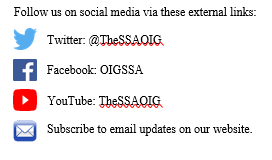 Follow us on social media via these external links:
Twitter: @TheSSAOIG
Facebook: OIGSSA
YouTube: TheSSAOIG
Subscribe to email updates on our website.